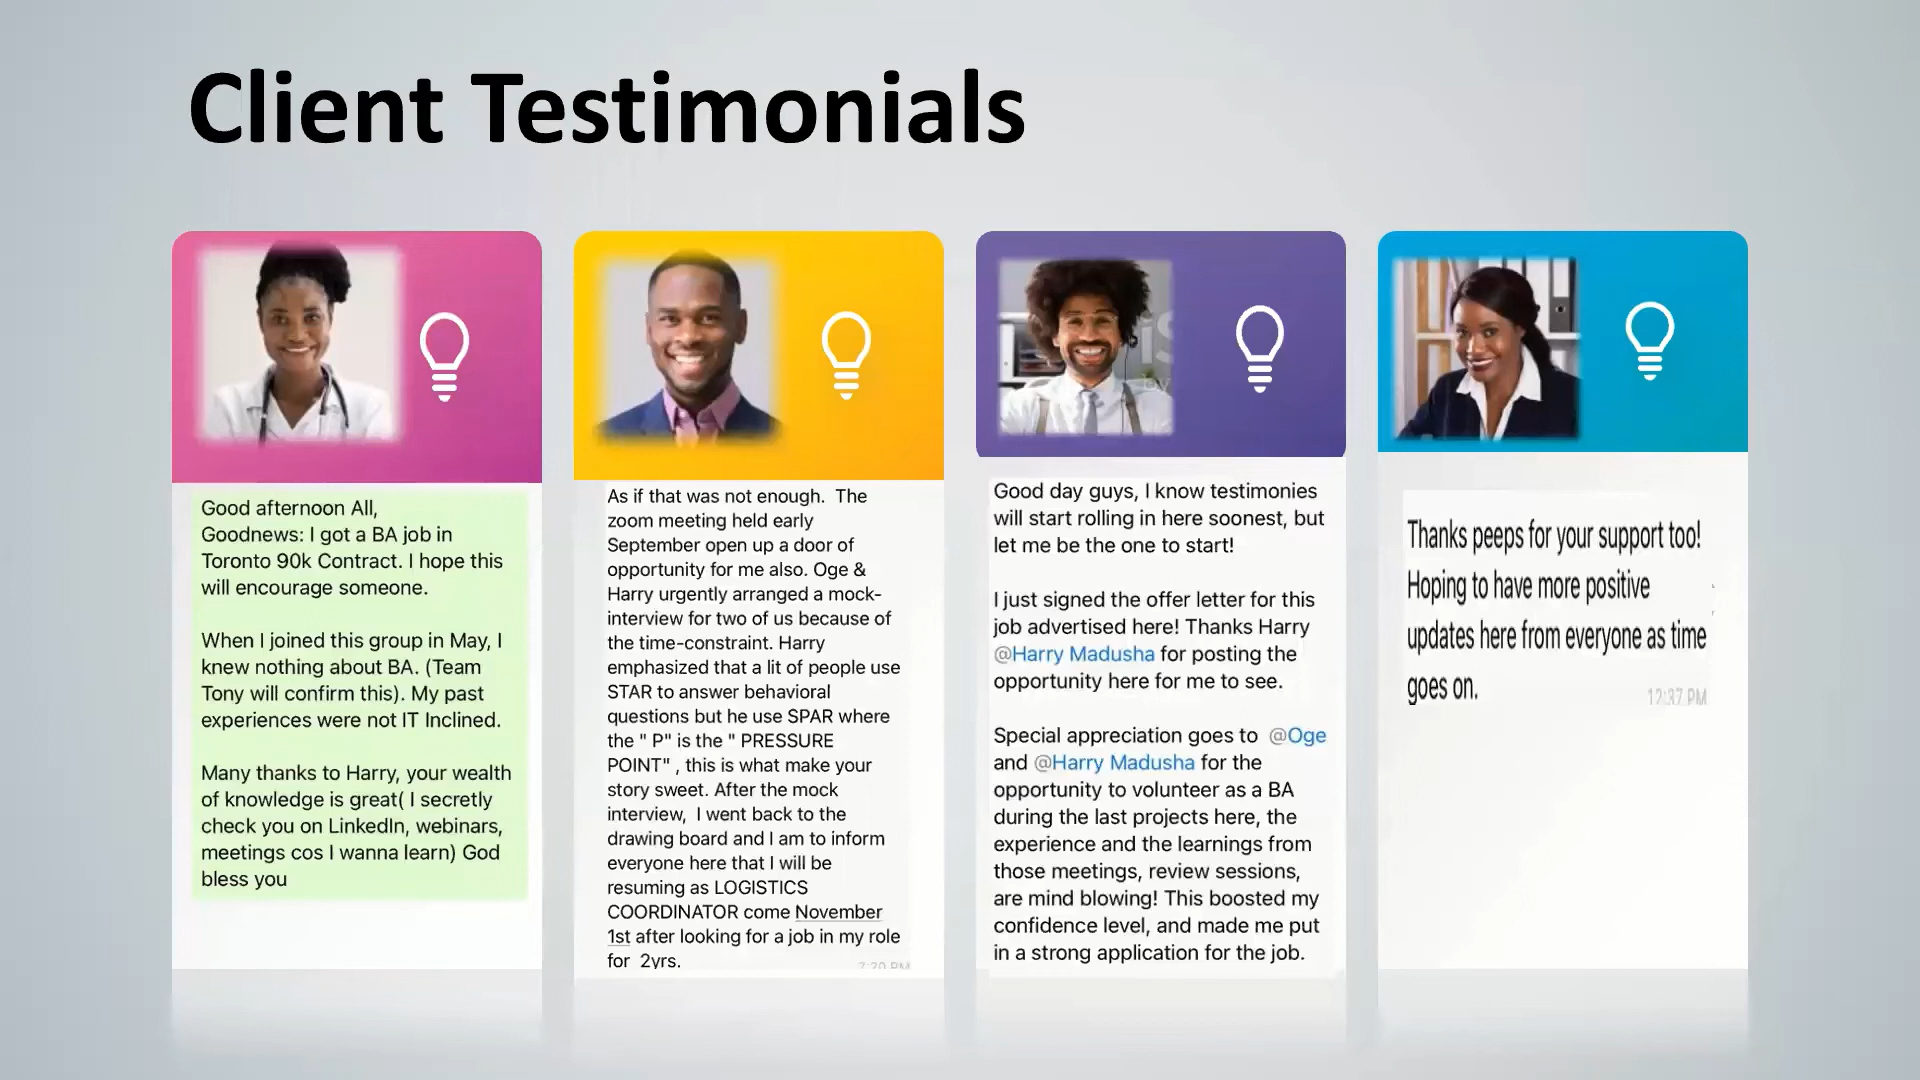 Client Testimonials
Good afternoon All,
Goodnews: I got a BA job in
Toronto 90k Contract. I hope this
will encourage someone.
When I joined this group in May, I
knew nothing about BA. (Team
Tony will confirm this). My past
experiences were not IT Inclined.
Many thanks to Harry, your wealth
of knowledge is great( I secretly
check you on LinkedIn, webinars,
meetings cos I wanna learn) God
bless you
As if that was not enough.  The
zoom meeting held early
September open up a door of
opportunity for me also. Oge &
Harry urgently arranged a mock-
interview for two of us because of
the time-constraint. Harry
emphasized that a lit of people use
STAR to answer behavioral
questions but he use SPAR where
the " P" is the " PRESSURE
POINT" , this is what make your
story sweet. After the mock
interview,  I went back to the
drawing board and I am to inform
everyone here that I will be
resuming as LOGISTICS
COORDINATOR come November
1st after looking for a job in my role
for  2yrs.
7:20 PM
Good day guys, I know testimonies
will start rolling in here soonest, but
let me be the one to start!
I just signed the offer letter for this
job advertised here! Thanks Harry
@Harry Madusha for posting the
opportunity here for me to see.
Special appreciation goes to  @Oge
and @Harry Madusha for the
opportunity to volunteer as a BA
during the last projects here, the
experience and the learnings from
those meetings, review sessions,
are mind blowing! This boosted my
confidence level, and made me put
in a strong application for the job.
Thanks peeps for your support too!
Hoping to have more positive
updates here from everyone as time
goes on.
12:37 PM